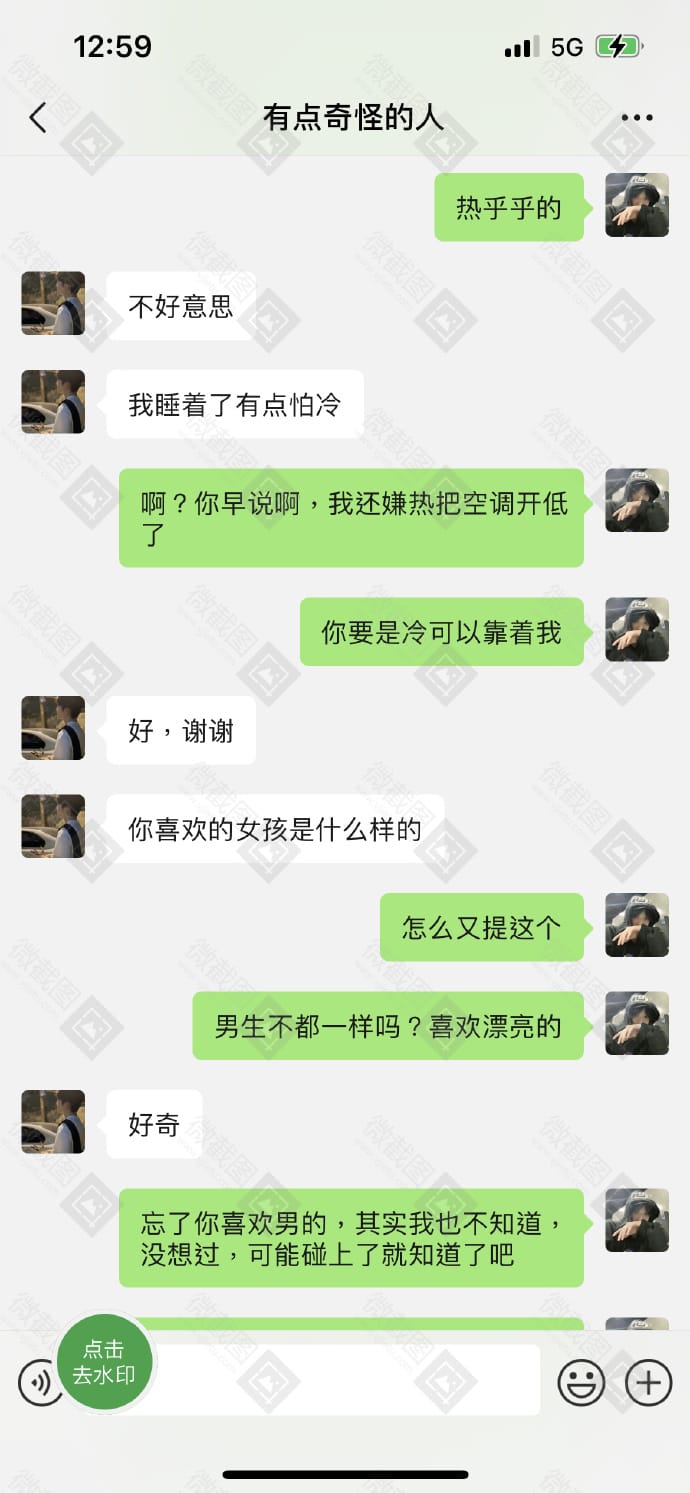 12:59
5G
有点奇怪的人
热乎乎的
不好意思
我睡着了有点怕冷
啊？你早说啊，我还嫌热把空调开低
了
你要是冷可以靠着我
好，谢谢
你喜欢的女孩是什么样的
怎么又提这个
男生不都一样吗？喜欢漂亮的
好奇
忘了你喜欢男的，其实我也不知道，
没想过，可能碰上了就知道了吧
点击
去水印
微截图